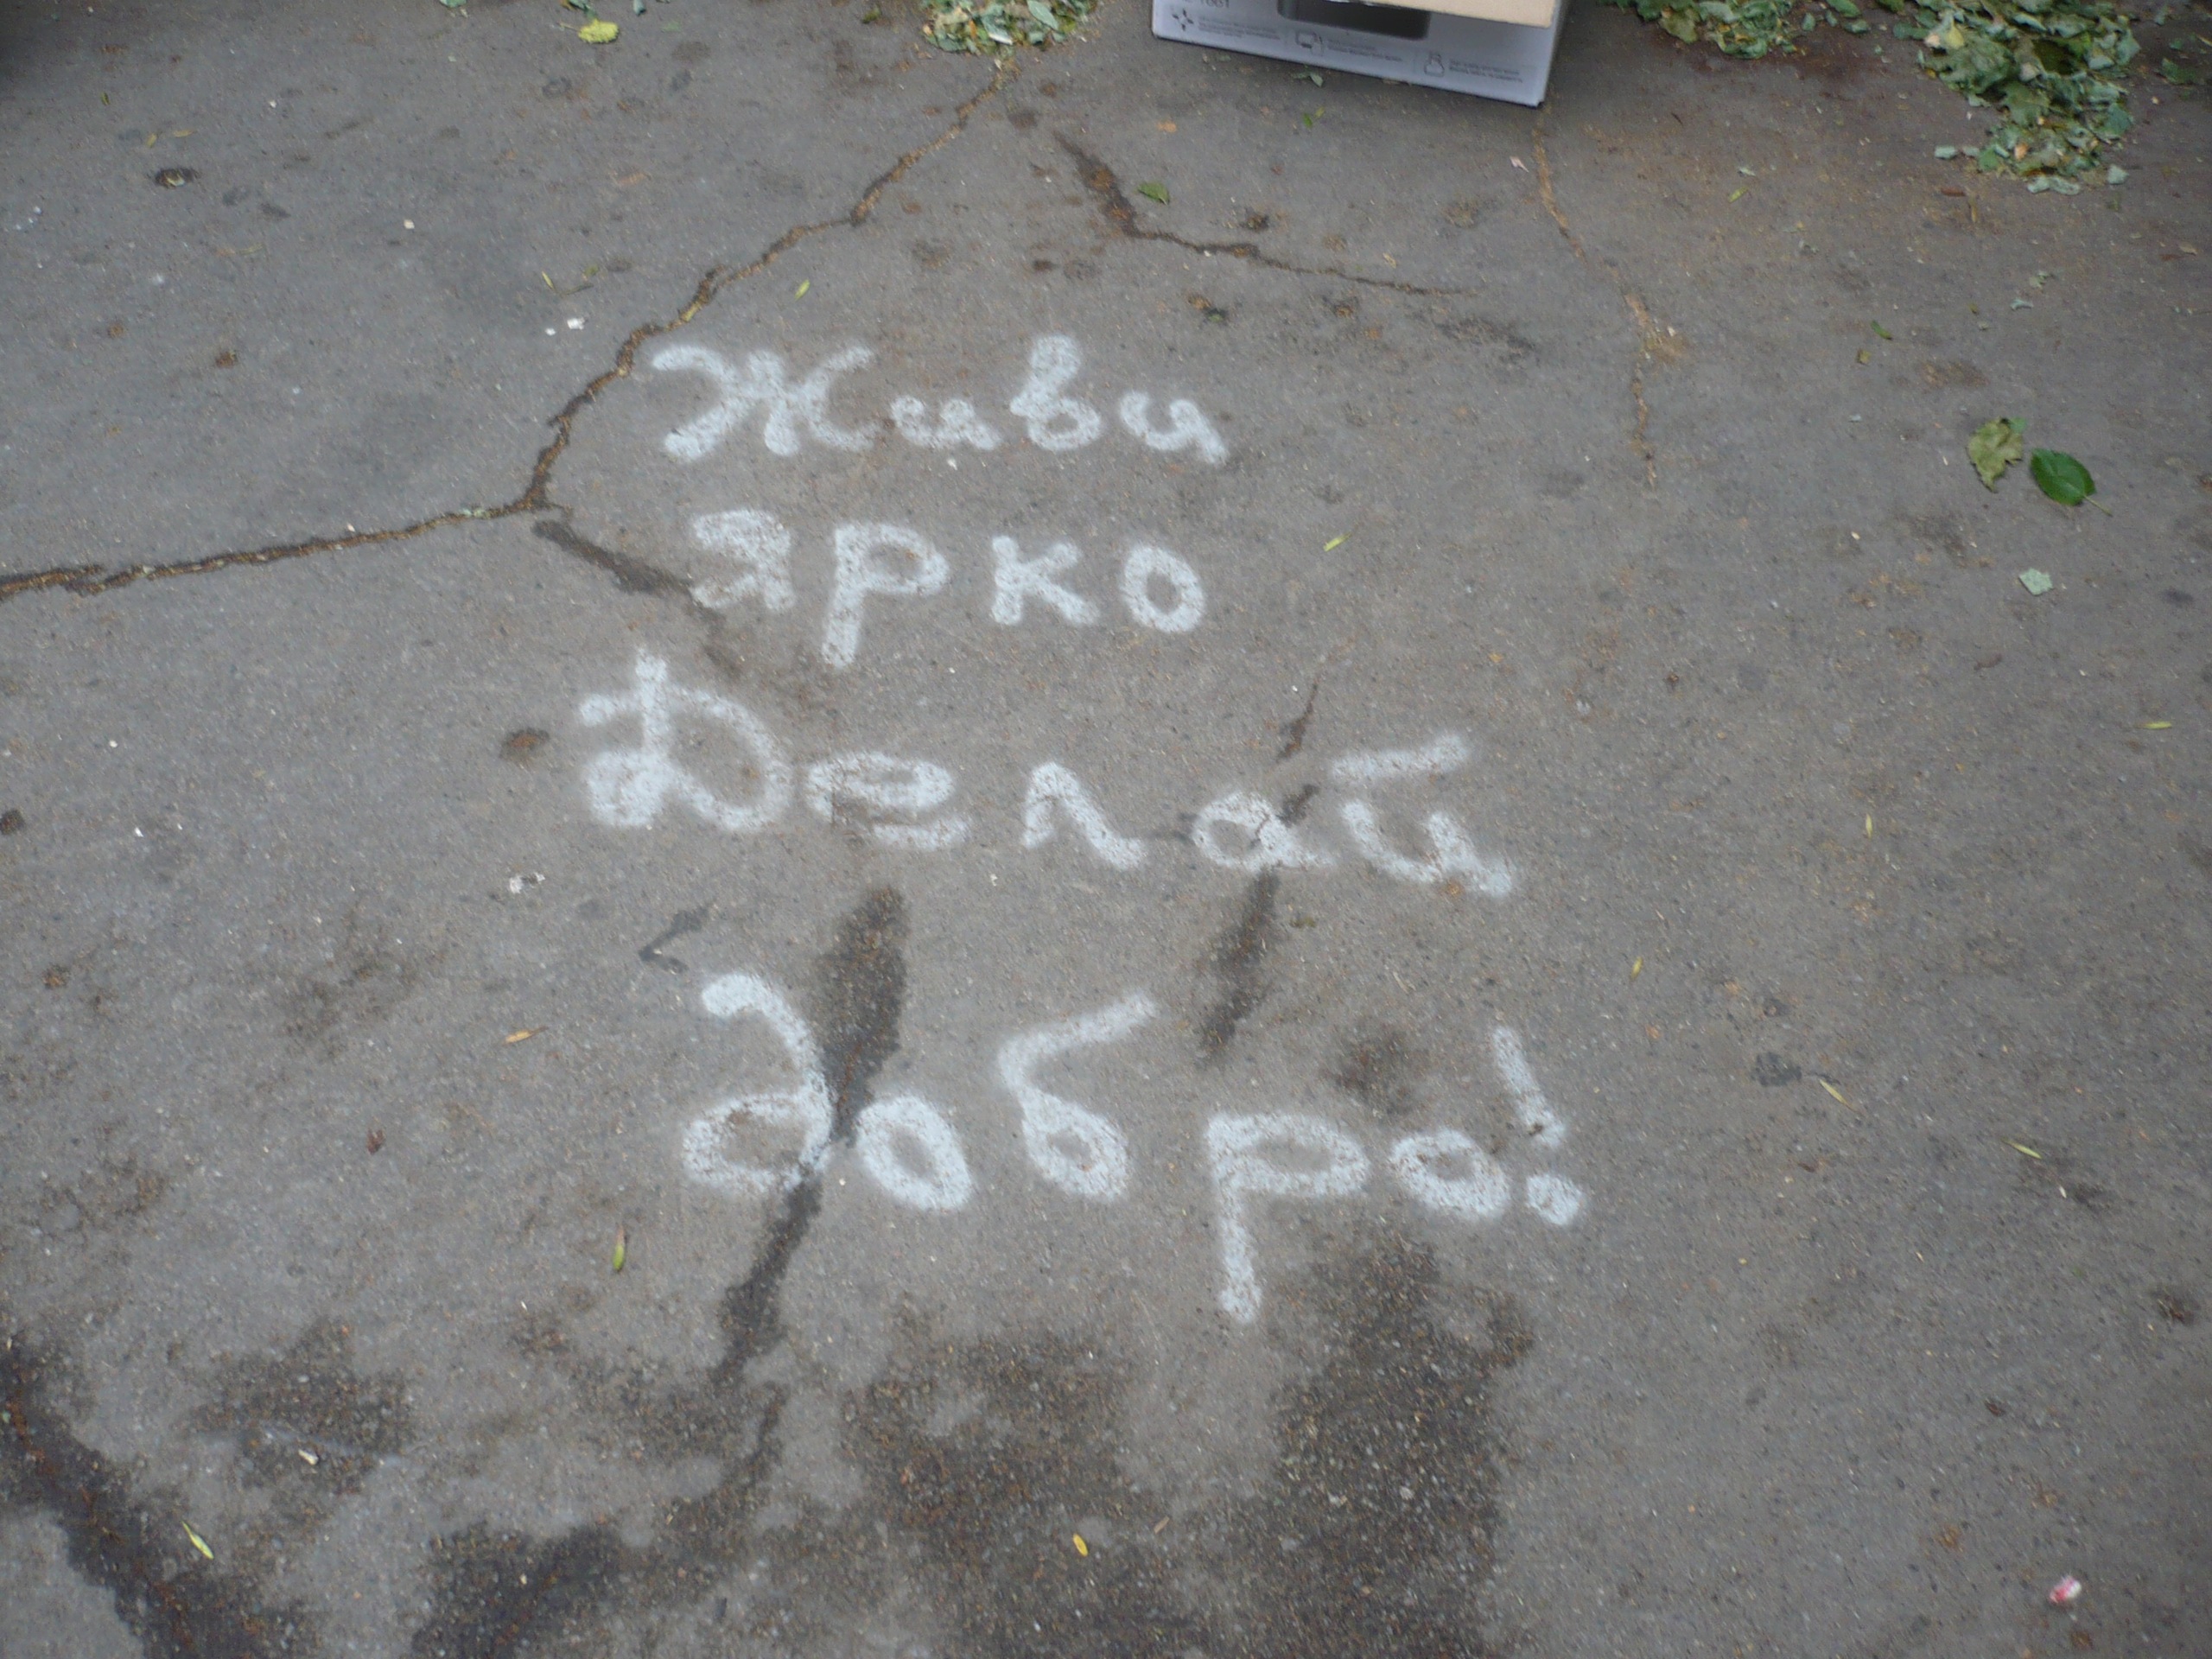 Живи
ярко
Делай
добро!